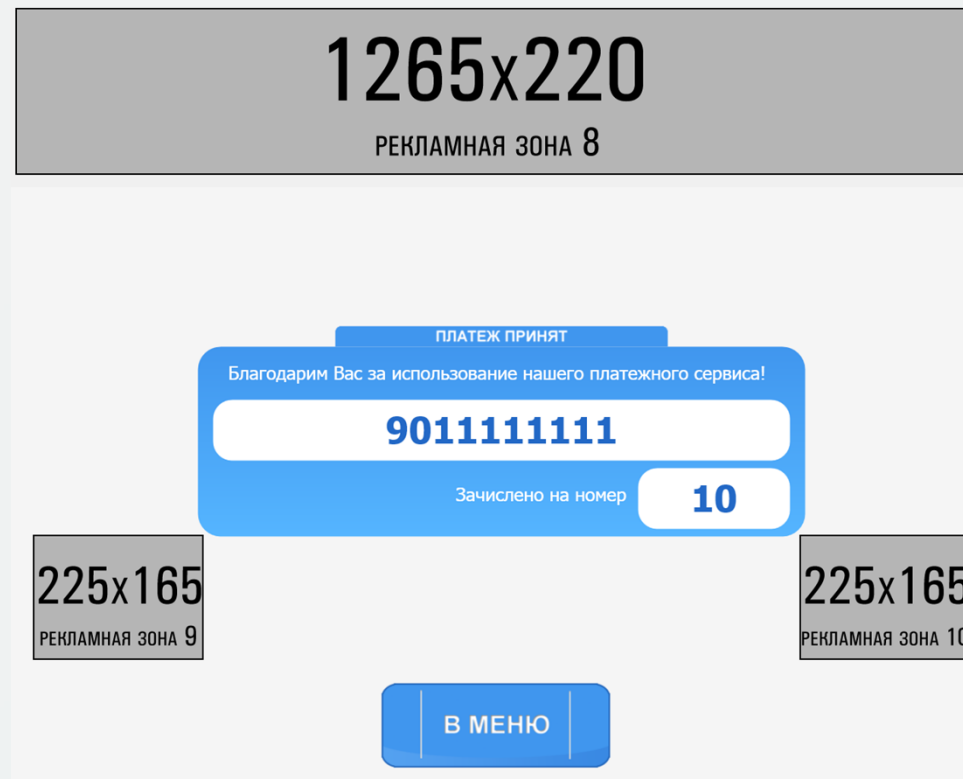 1265x220
РЕКЛАМНАЯ ЗОНА 8
ПЛАТЕЖ ПРИНЯТ
Благодарим Вас за использование нашего платежного сервиса!
9011111111
Зачислено на номер 10
225x165 225x165
РЕКЛАМНАЯ ЗОНА 9 РЕКЛАМНАЯ ЗОНА 10
В МЕНЮ